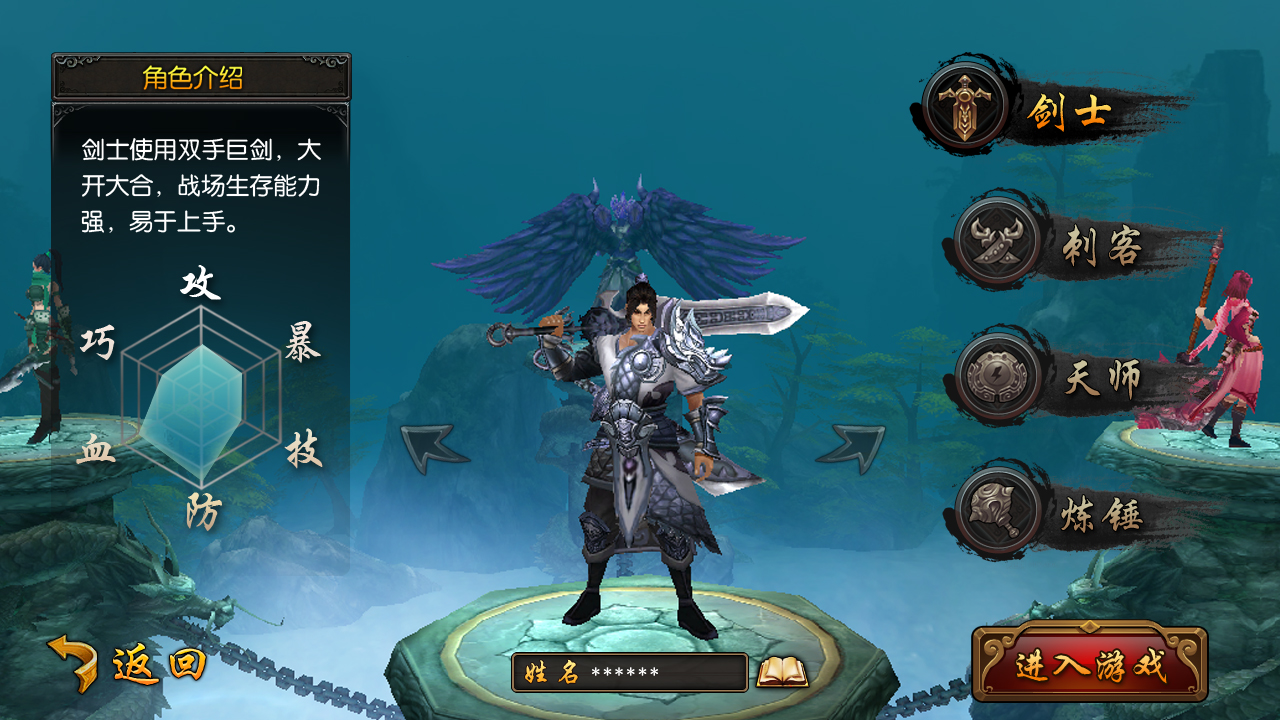 角色介绍
剑士使用双手巨剑，大
开大合，战场生存能力
强，易于上手。
攻
巧
暴
血
技
防
剑士
刺客
天师
炼锤
返回
姓名 ******
进入游戏